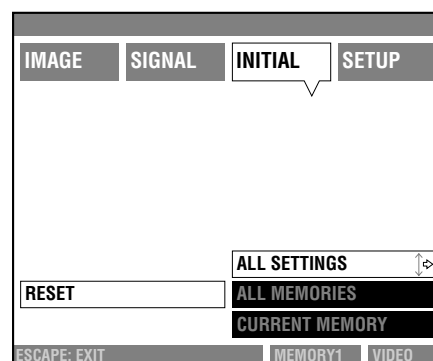 IMAGE SIGNAL INITIAL SETUP
ALL SETTINGS
RESET ALL MEMORIES
CURRENT MEMORY
ESCAPE: EXIT MEMORY1 VIDEO